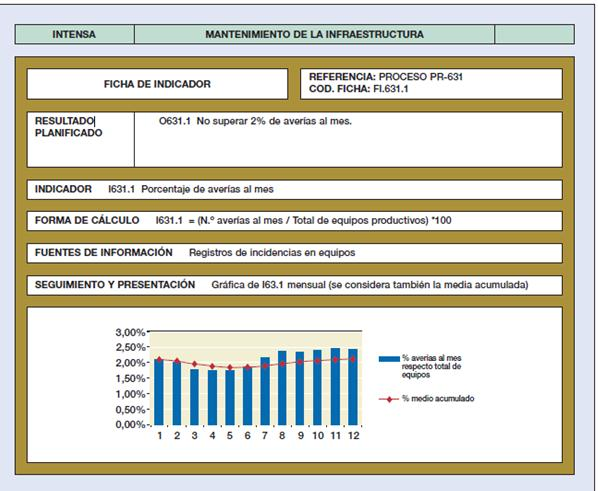 INTENSA MANTENIMIENTO DE LA INFRAESTRUCTURA
FICHA DE INDICADOR
REFERENCIA: PROCESO PR-631
COD. FICHA: FI.631.1
RESULTADO
PLANIFICADO
O631.1 No superar 2% de averías al mes.
INDICADOR I631.1 Porcentaje de averías al mes
FORMA DE CÁLCULO I631.1 = (N.º averías al mes / Total de equipos productivos) *100
FUENTES DE INFORMACIÓN Registros de incidencias en equipos
SEGUIMIENTO Y PRESENTACIÓN Gráfica de I63.1 mensual (se considera también la media acumulada)
3,00%
2,50%
2,00%
1,50%
1,00%
0,50%
0,00%
1 2 3 4 5 6 7 8 9 10 11 12
% averias al mes
respecto total de
equipos
% medio acumulado